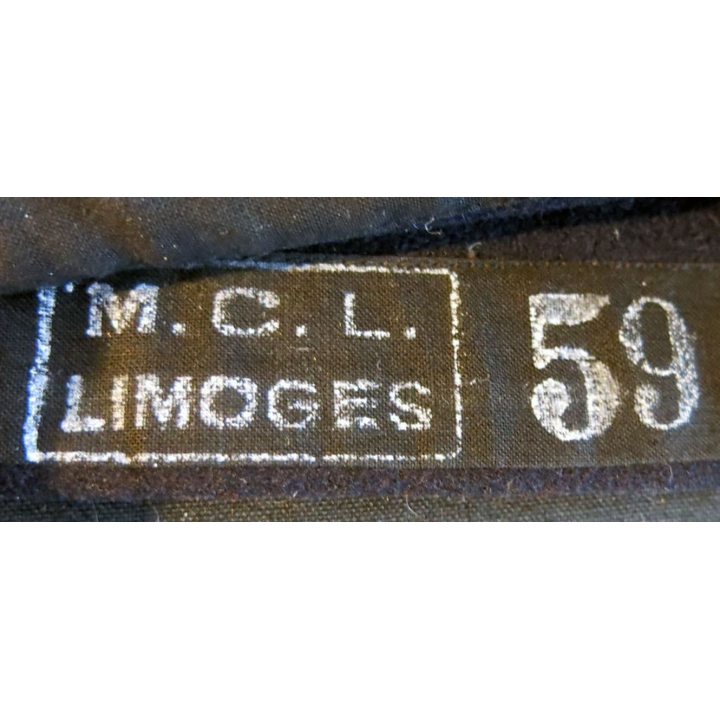 M. C. L.
LIMOGES
59